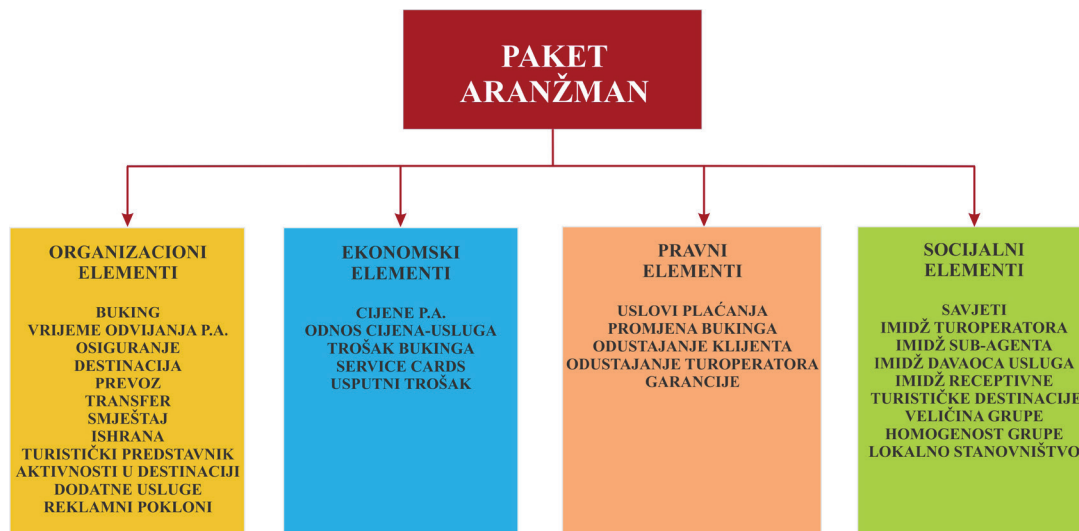 PAKET
ARANŽMAN
ORGANIZACIONI
ELEMENTI
BUKING
VRIJEME ODVIJANJA P.A.
OSIGURANJE
DESTINACIJA
PREVOZ
TRANSFER
SMJEŠTAJ
ISHRANA
TURISTIČKI PREDSTAVNIK
AKTIVNOSTI U DESTINACIJI
DODATNE USLUGE
REKLAMNI POKLONI
EKONOMSKI
ELEMENTI
CIJENE P.A.
ODNOS CIJENA-USLUGA
TROŠAK BUKINGA
SERVICE CARDS
USPUTNI TROŠAK
PRAVNI
ELEMENTI
USLOVI PLAĆANJA
PROMJENA BUKINGA
ODUSTAJANJE KLIJENTA
ODUSTAJANJE TUROPERATORA
GARANCIJE
SOCIJALNI
ELEMENTI
SAVJETI
IMIDŽ TUROPERATORA
IMIDŽ SUB-AGENTA
IMIDŽ DAVAOCA USLUGA
IMIDŽ RECEPTIVNE
TURISTIČKE DESTINACIJE
VELIČINA GRUPE
HOMOGENOST GRUPE
LOKALNO STANOVNIŠTVO